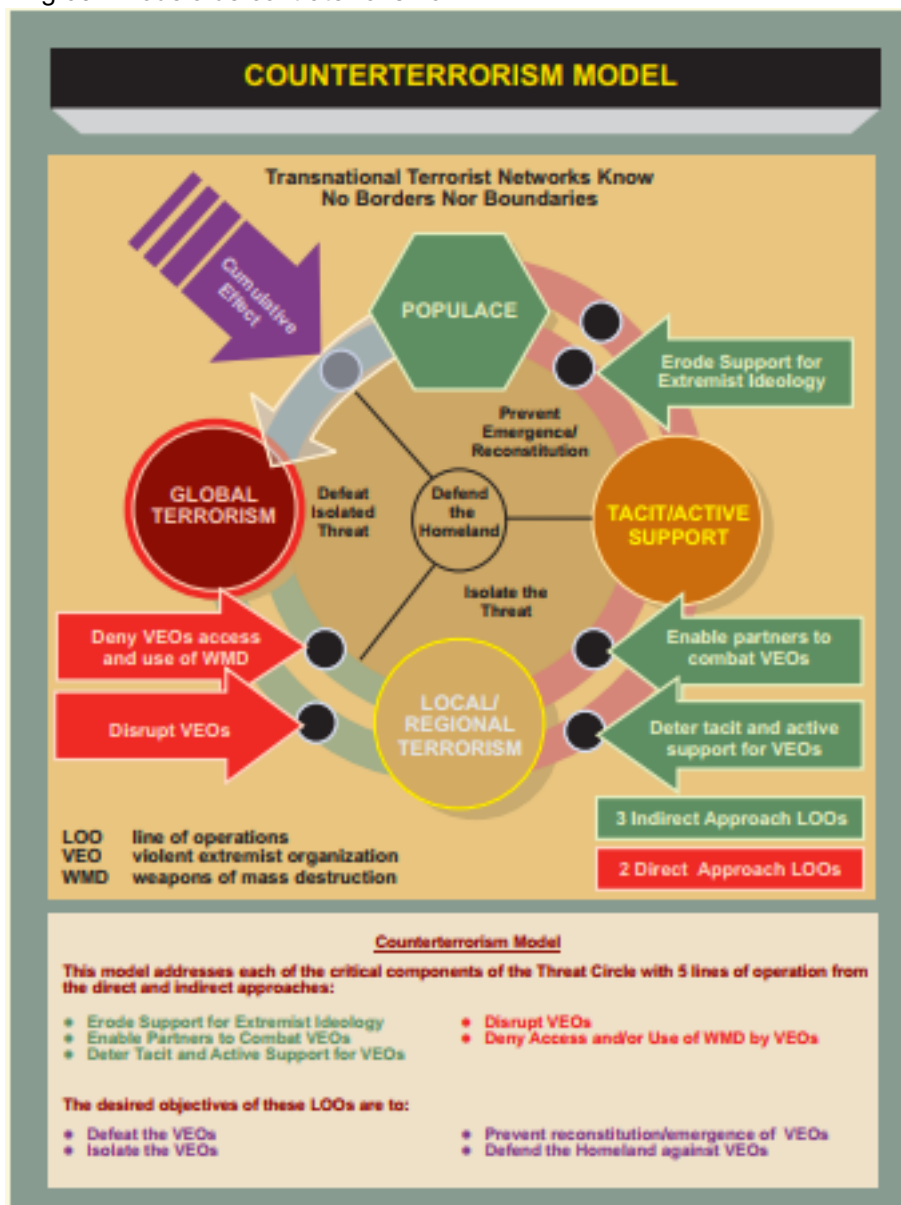 COUNTERTERRORISM MODEL
Transnational Terrorist Networks Know
No Borders Nor Boundaries
Cumulative
Effect
POPULACE
Erode Support for
Extremist Ideology
Prevent
Emergence/
Reconstitution
GLOBAL
TERRORISM
Defeat
Isolated
Threat
Defend
the
Homeland
TACIT/ACTIVE
SUPPORT
Isolate the
Threat
Deny VEOs access
and use of WMD
Enable partners to
combat VEOs
LOCAL/
REGIONAL
TERRORISM
Disrupt VEOs
Deter tacit and active
support for VEOs
3 Indirect Approach LOOs
2 Direct Approach LOOs
LOO line of operations
VEO violent extremist organization
WMD weapons of mass destruction
Counterterrorism Model
This model addresses each of the critical components of the Threat Circle with 5 lines of operation from
the direct and indirect approaches:
Erode Support for Extremist Ideology
Enable Partners to Combat VEOs
Deter Tacit and Active Support for VEOs
Disrupt VEOs
Deny Access and/or Use of WMD by VEOs
The desired objectives of these LOOs are to:
Defeat the VEOs
Isolate the VEOs
Prevent reconstitution/emergence of VEOs
Defend the Homeland against VEOs